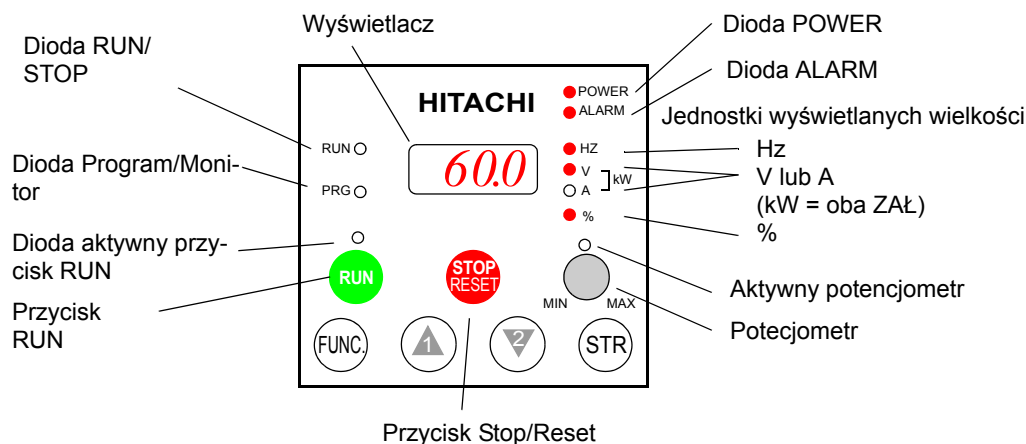 Wyświetlacz
Dioda POWER
Dioda RUN/
STOP
Dioda ALARM
HITACHI
POWER
ALARM
Jednostki wyświetlanych wielkości
RUN
60.0
HZ
Hz
Dioda Program/Moni-
tor
PRG
V
A
kW
V lub A
(kW = oba ZAŁ)
%
%
Dioda aktywny przy-
cisk RUN
RUN
STOP
RESET
Aktywny potencjometr
MIN
MAX
Przycisk
RUN
Potecjometr
FUNC.
1
2
STR
Przycisk Stop/Reset